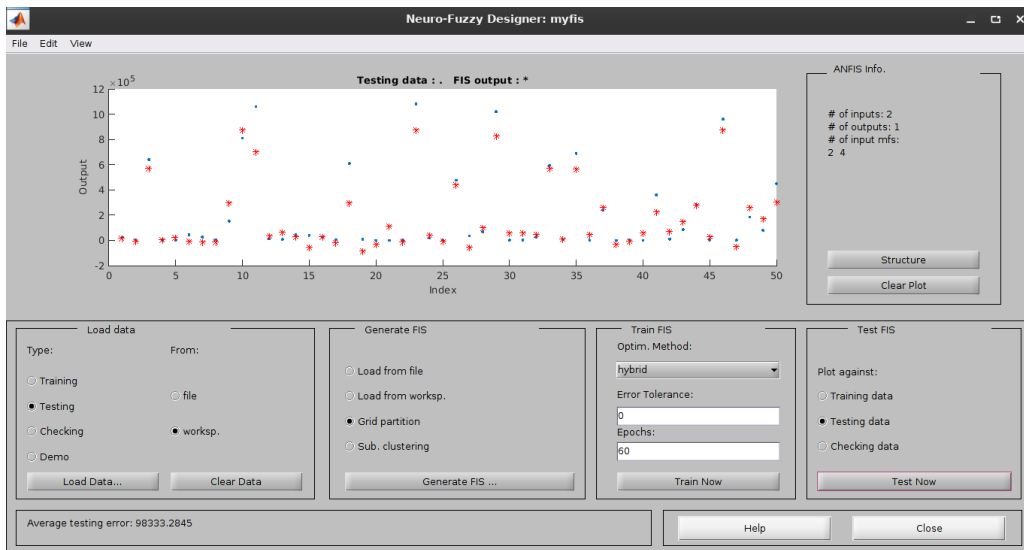 Neuro-Fuzzy Designer: myfis
File Edit View
×10^5
Testing data : .   FIS output : *
12
10
8
6
4
2
0
-2
Output
0 5 10 15 20 25 30 35 40 45 50
Index
ANFIS Info.
# of inputs: 2
# of outputs: 1
# of input mfs:
2 4
Structure
Clear Plot
Load data
Type:
From:
Training
Testing
Checking
Demo
file
worksp.
Load Data...
Clear Data
Generate FIS
Load from file
Load from worksp.
Grid partition
Sub. clustering
Generate FIS ...
Train FIS
Optim. Method:
hybrid
Error Tolerance:
0
Epochs:
60
Train Now
Test FIS
Plot against:
Training data
Testing data
Checking data
Test Now
Average testing error: 98333.2845
Help
Close